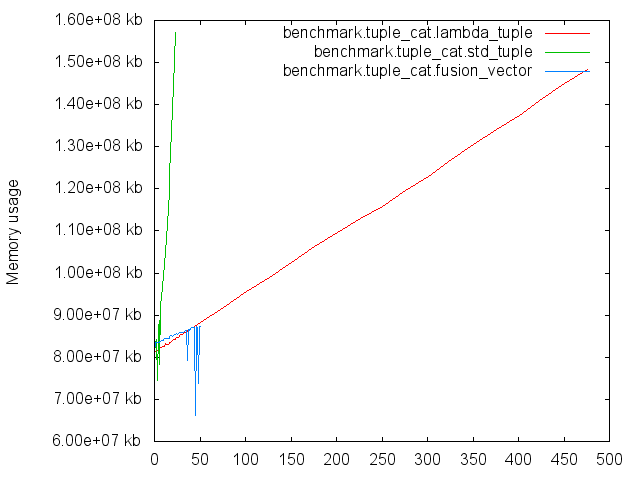 1.60e+08 kb
1.50e+08 kb
1.40e+08 kb
1.30e+08 kb
1.20e+08 kb
1.10e+08 kb
1.00e+08 kb
9.00e+07 kb
8.00e+07 kb
7.00e+07 kb
6.00e+07 kb
Memory usage
benchmark.tuple_cat.lambda_tuple
benchmark.tuple_cat.std_tuple
benchmark.tuple_cat.fusion_vector
0 50 100 150 200 250 300 350 400 450 500